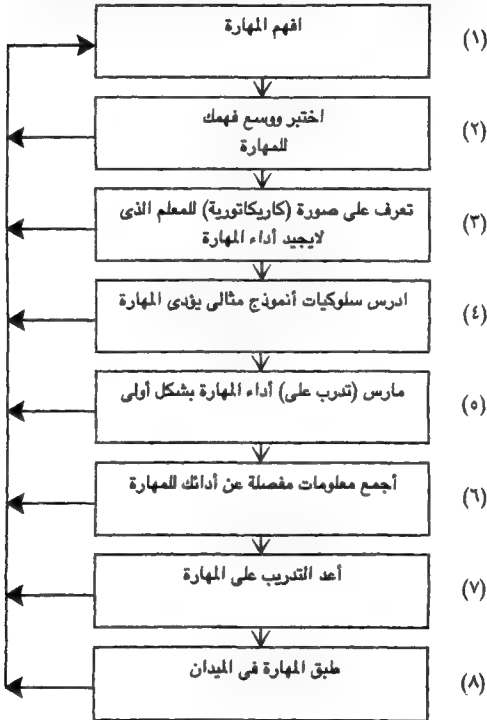 افهم المهارة
(١)
اختبر ووسع فهمك
للمهارة
(٢)
تعرف على صورة (كاريكاتورية) للمعلم الذى
لايجيد أداء المهارة
(٣)
ادرس سلوكيات أنموذج مثالى يؤدى المهارة
(٤)
مارس (تدرب على) أداء المهارة بشكل أولى
(٥)
أجمع معلومات مفصلة عن أدائك للمهارة
(٦)
أعد التدريب على المهارة
(٧)
طبق المهارة فى الميدان
(٨)